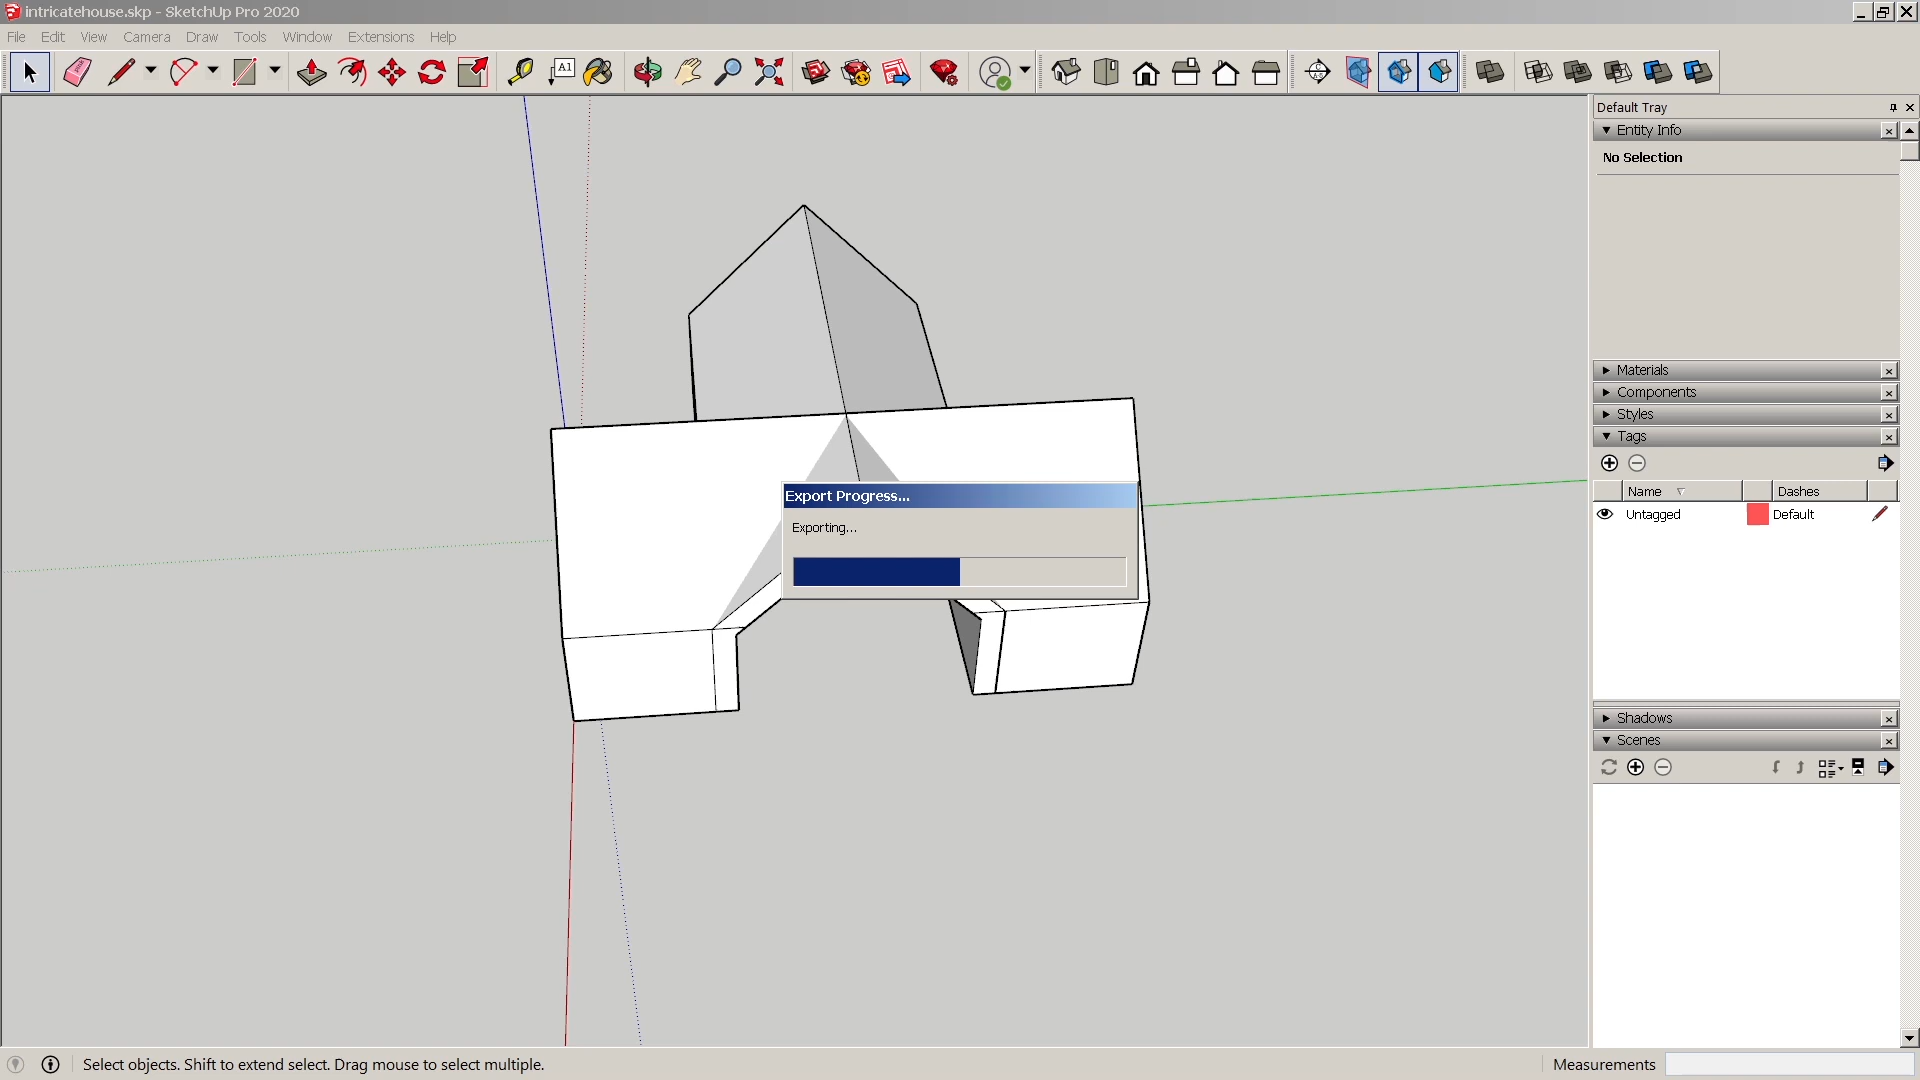 intricatehouse.skp - SketchUp Pro 2020
File Edit View Camera Draw Tools Window Extensions Help
A1
Default Tray
Entity Info
No Selection
Materials
Components
Styles
Tags
Name Dashes
Untagged Default
Export Progress...
Exporting...
Shadows
Scenes
Select objects. Shift to extend select. Drag mouse to select multiple.
Measurements